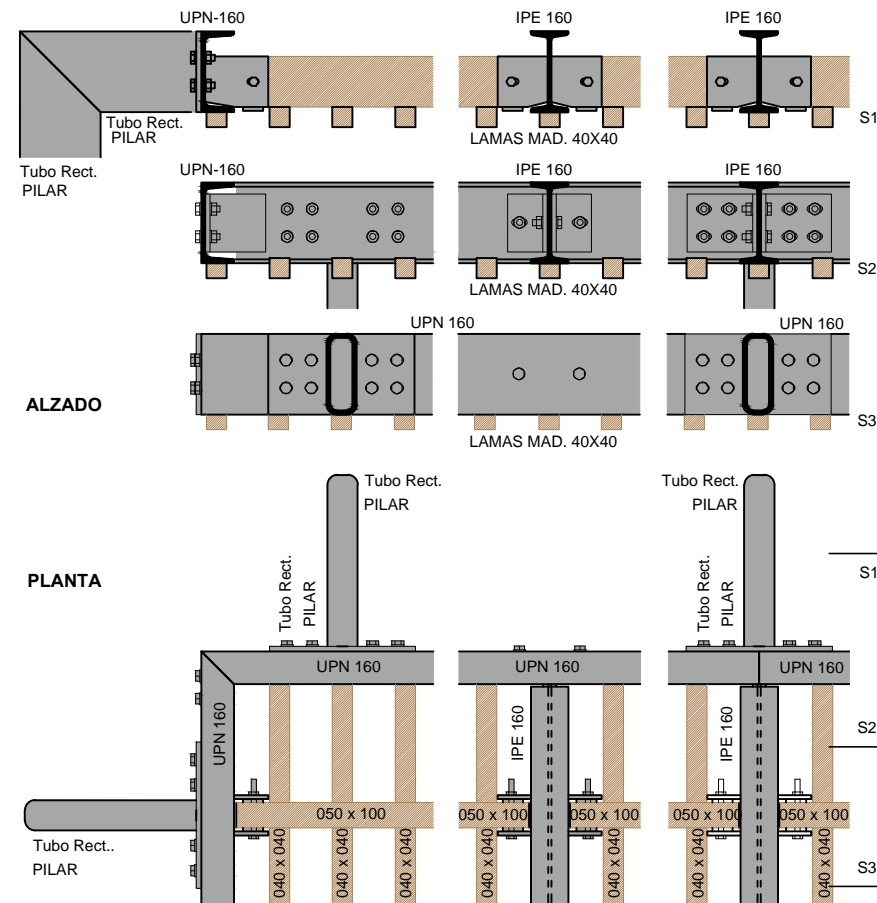 UPN-160
IPE 160
IPE 160
Tubo Rect.
PILAR
S1
LAMAS MAD. 40X40
Tubo Rect.
PILAR
UPN-160
IPE 160
IPE 160
S2
LAMAS MAD. 40X40
UPN 160
UPN 160
ALZADO
S3
LAMAS MAD. 40X40
Tubo Rect.
PILAR
Tubo Rect.
PILAR
PLANTA
Tubo Rect.
PILAR
Tubo Rect.
PILAR
S1
UPN 160
UPN 160
UPN 160
UPN 160
IPE 160
IPE 160
S2
050 x 100
050 x 100
050 x 100
050 x 100
050 x 100
Tubo Rect..
PILAR
040 x 040
040 x 040
040 x 040
040 x 040
040 x 040
040 x 040
040 x 040
S3